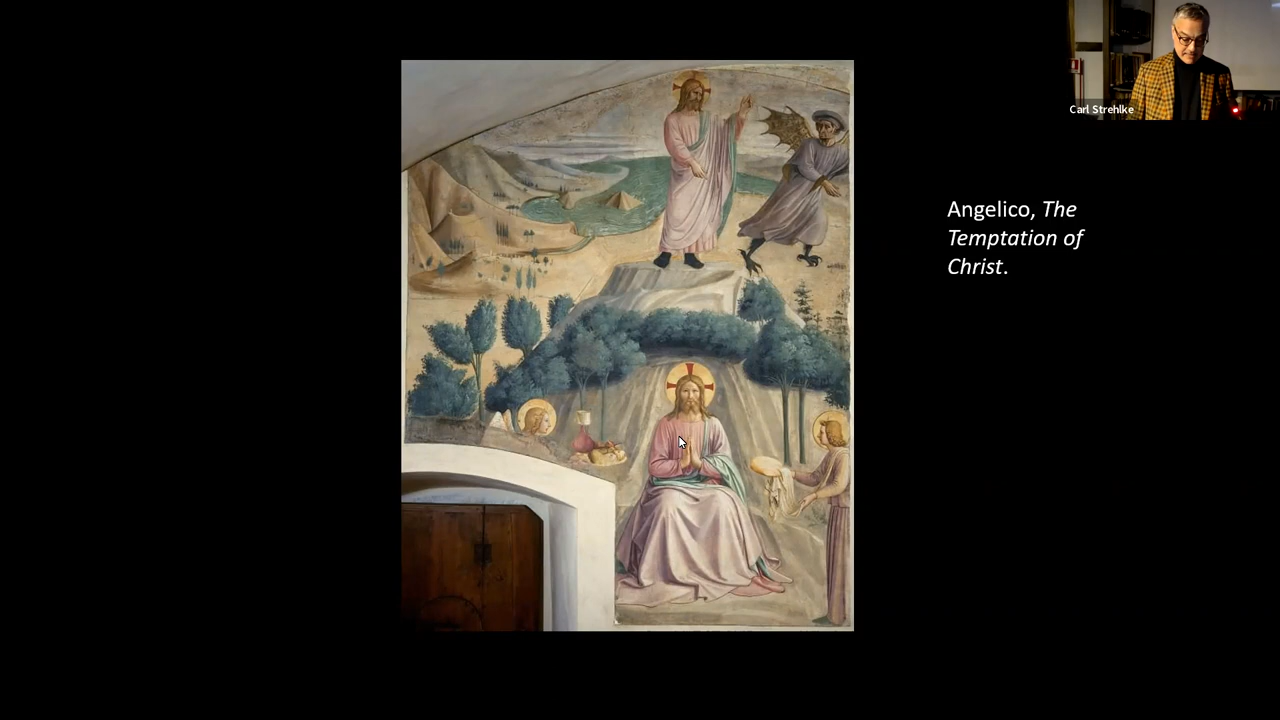 Carl Strehlke
Angelico, The
Temptation of
Christ.